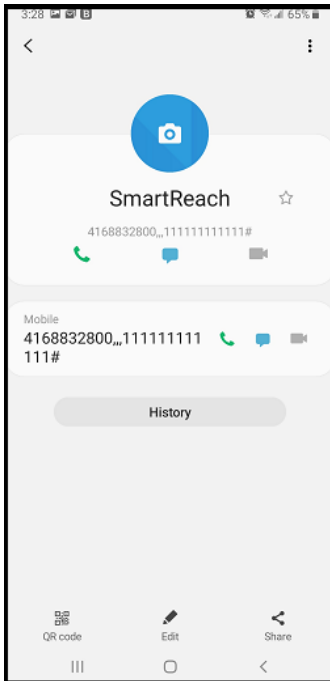 3:28 B 65%
SmartReach
4168832800,,,111111111111#
Mobile
4168832800,,,111111111
111#
History
QR code Edit Share